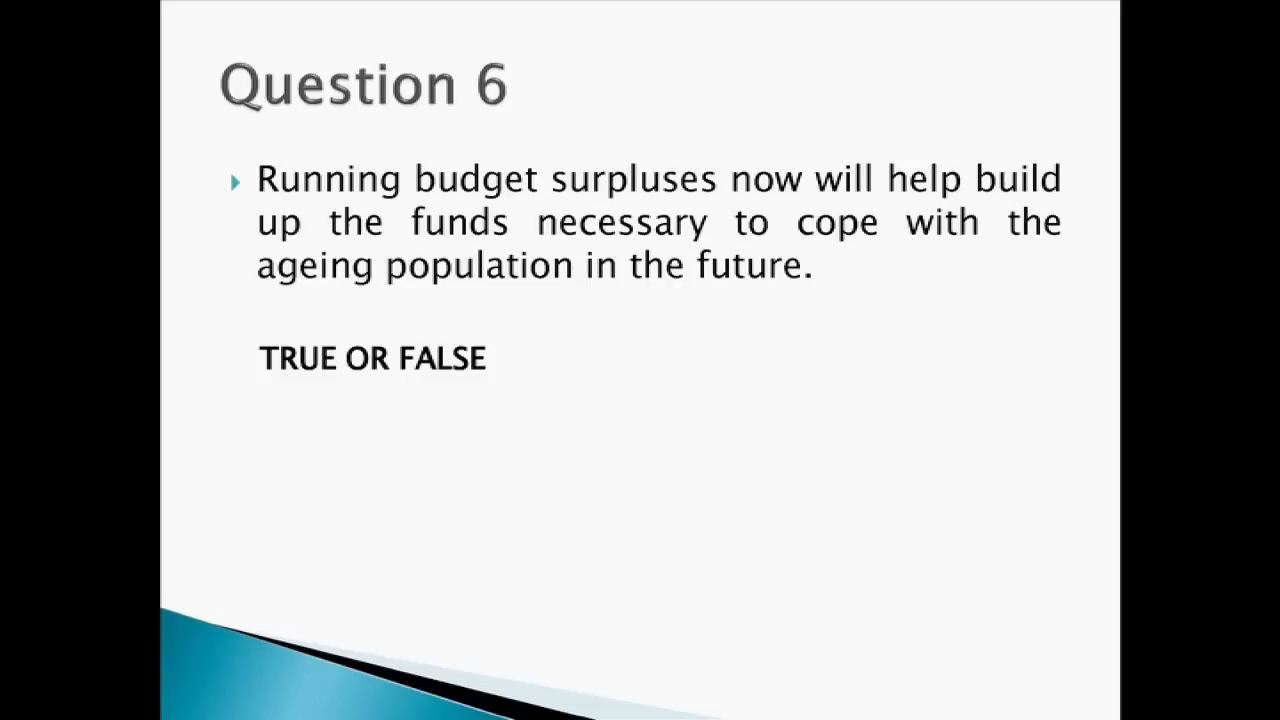 Question 6
Running budget surpluses now will help build
up the funds necessary to cope with the
ageing population in the future.
TRUE OR FALSE